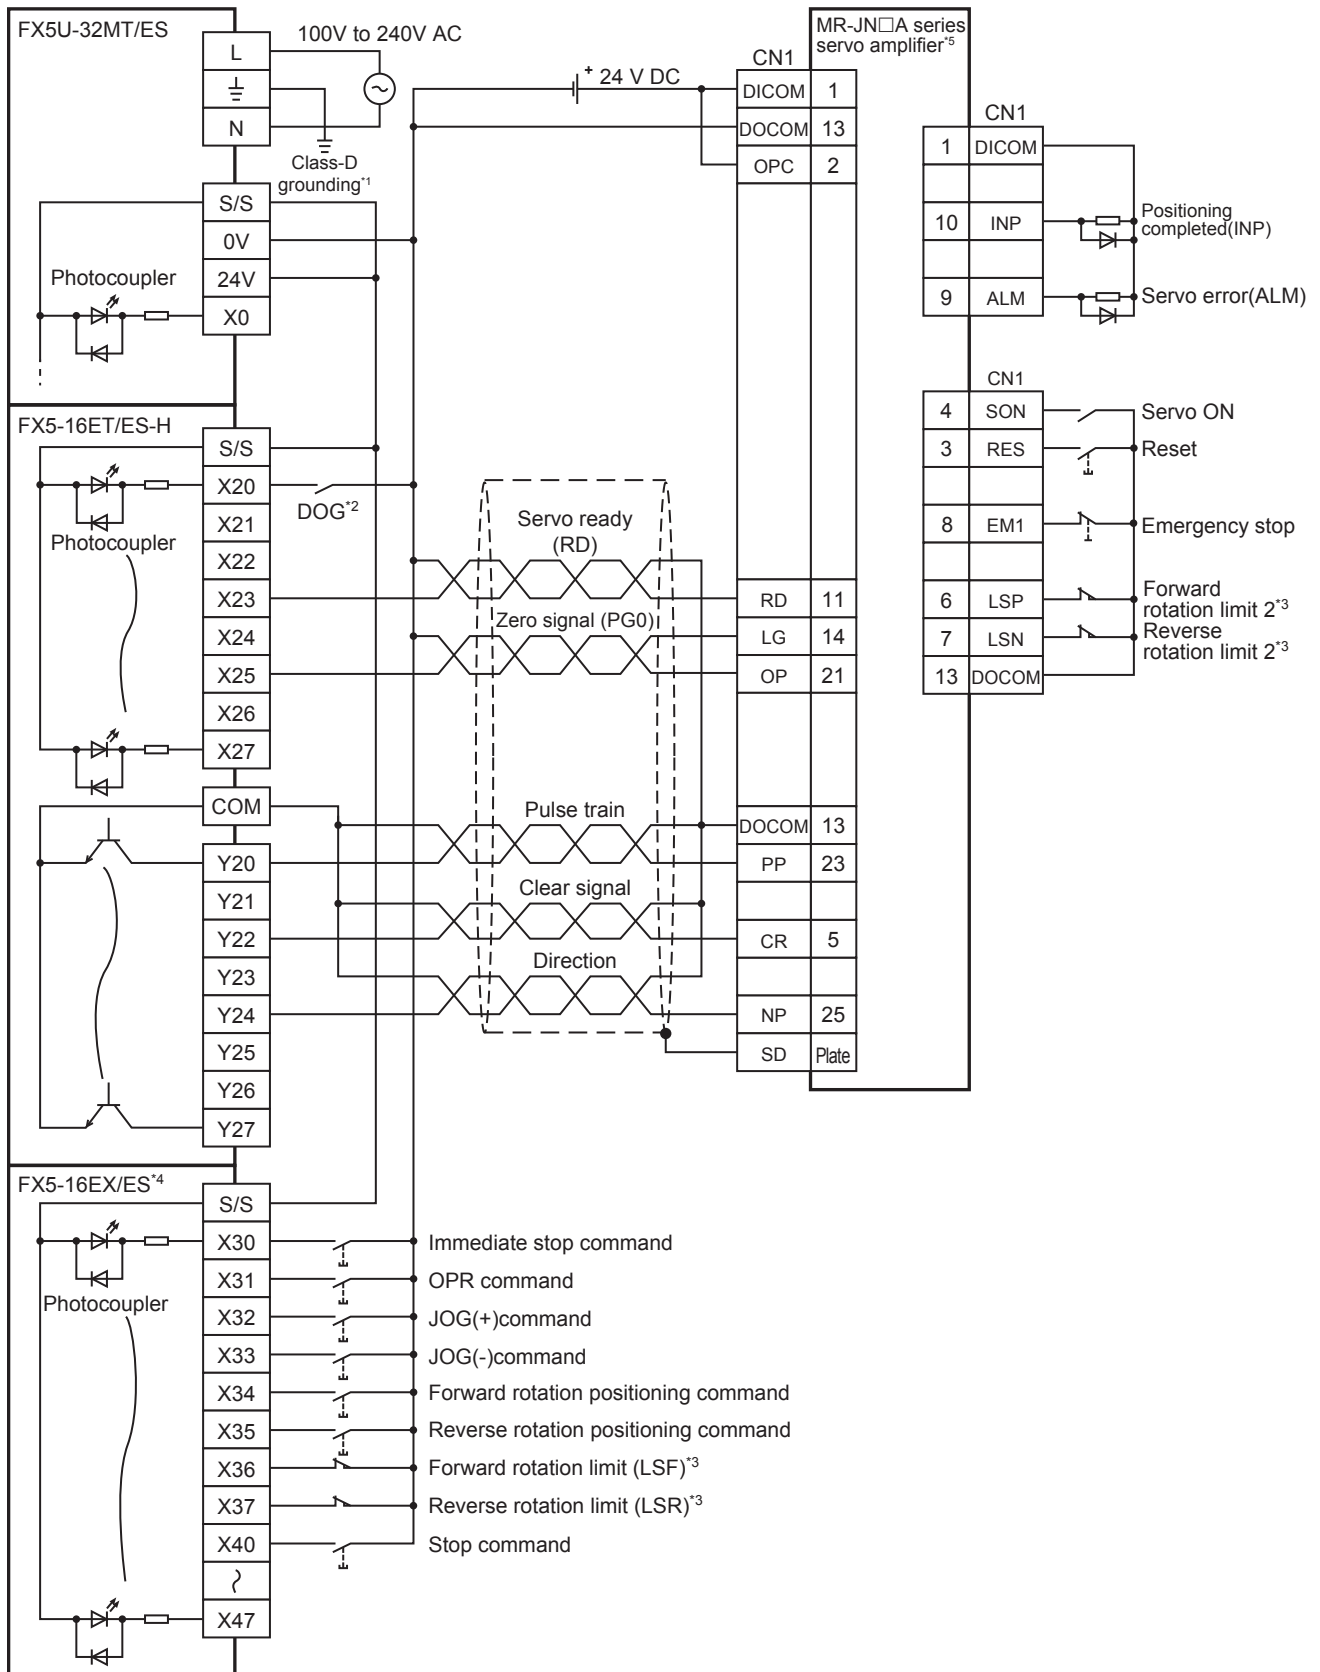 FX5U-32MT/ES
L
N
100V to 240V AC
Class-D
grounding*1
S/S
0V
24V
X0
Photocoupler
FX5-16ET/ES-H
S/S
X20
X21
X22
X23
X24
X25
X26
X27
Photocoupler
DOG*2
COM
Y20
Y21
Y22
Y23
Y24
Y25
Y26
Y27
FX5-16EX/ES*4
S/S
X30
X31
X32
X33
X34
X35
X36
X37
X40
X47
Photocoupler
Immediate stop command
OPR command
JOG(+)command
JOG(-)command
Forward rotation positioning command
Reverse rotation positioning command
Forward rotation limit (LSF)*3
Reverse rotation limit (LSR)*3
Stop command
+ 24 V DC
Servo ready
(RD)
Zero signal (PG0)
Pulse train
Clear signal
Direction
MR-JN□A series
servo amplifier*5
CN1
DICOM 1
DOCOM 13
OPC 2
RD 11
LG 14
OP 21
DOCOM 13
PP 23
CR 5
NP 25
SD Plate
CN1
1 DICOM
10 INP
9 ALM
Positioning
completed(INP)
Servo error(ALM)
CN1
4 SON Servo ON
3 RES Reset
8 EM1 Emergency stop
6 LSP Forward
rotation limit 2*3
7 LSN Reverse
rotation limit 2*3
13 DOCOM